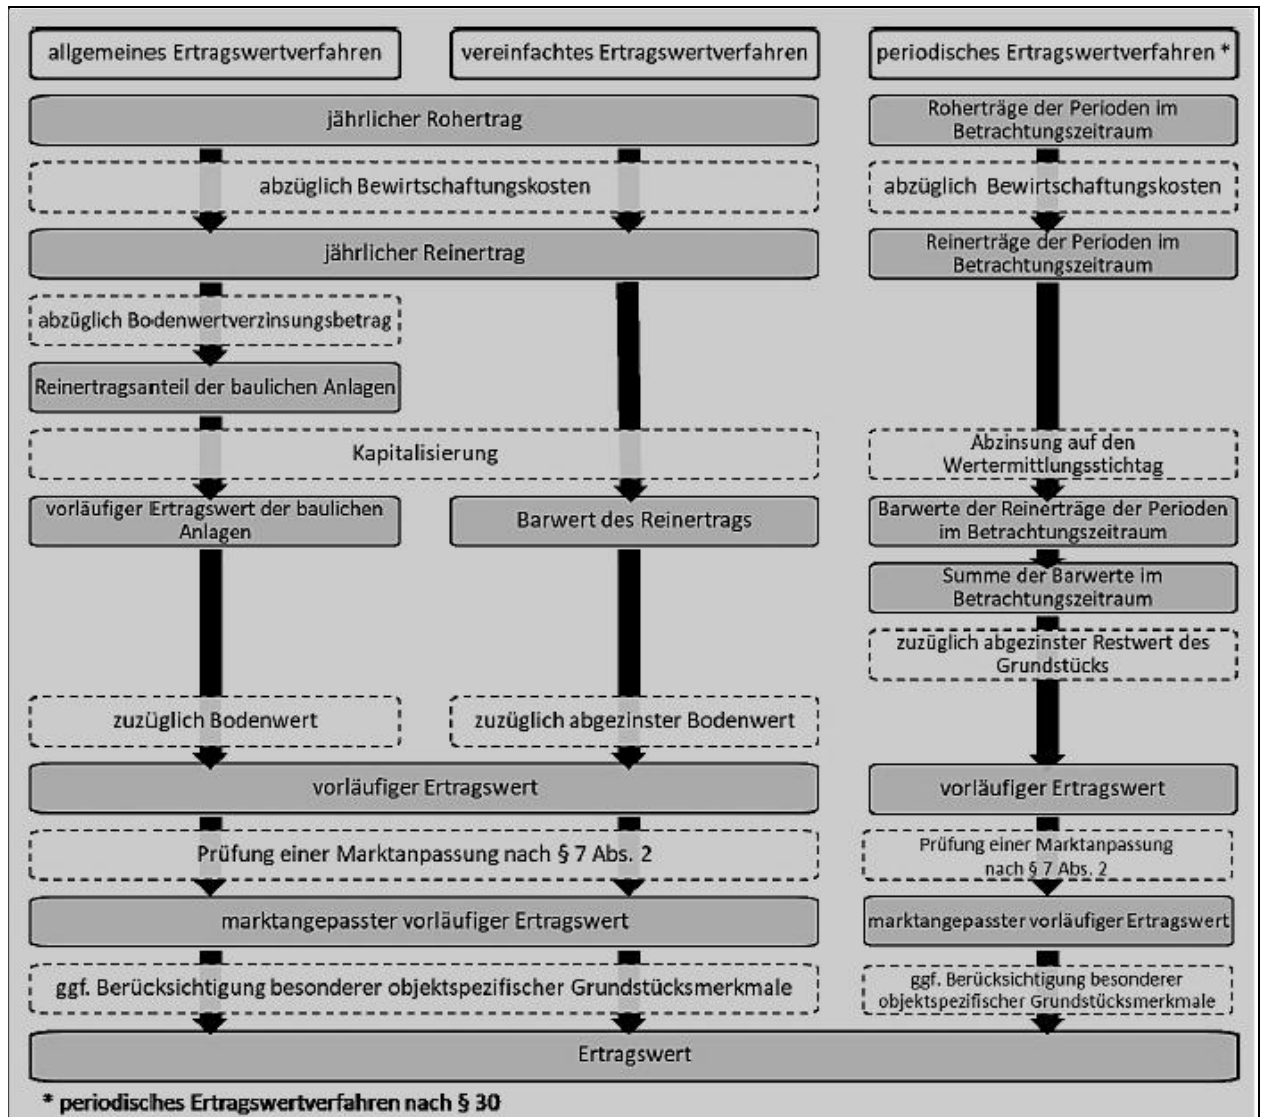 allgemeines Ertragswertverfahren
vereinfachtes Ertragswertverfahren
periodisches Ertragswertverfahren *
jährlicher Rohertrag
Roherträge der Perioden im
Betrachtungszeitraum
abzüglich Bewirtschaftungskosten
abzüglich Bewirtschaftungskosten
jährlicher Reinertrag
Reinerträge der Perioden im
Betrachtungszeitraum
abzüglich Bodenwertverzinsungsbetrag
Reinertragsanteil der baulichen Anlagen
Kapitalisierung
Abzinsung auf den
Wertermittlungsstichtag
vorläufiger Ertragswert der baulichen
Anlagen
Barwert des Reinertrags
Barwerte der Reinerträge der Perioden
im Betrachtungszeitraum
Summe der Barwerte im
Betrachtungszeitraum
zuzüglich abgezinster Restwert des
Grundstücks
zuzüglich Bodenwert
zuzüglich abgezinster Bodenwert
vorläufiger Ertragswert
vorläufiger Ertragswert
Prüfung einer Marktanpassung nach § 7 Abs. 2
Prüfung einer Marktanpassung
nach § 7 Abs. 2
marktangepasster vorläufiger Ertragswert
marktangepasster vorläufiger Ertragswert
ggf. Berücksichtigung besonderer objektspezifischer Grundstücksmerkmale
ggf. Berücksichtigung besonderer
objektspezifischer Grundstücksmerkmale
Ertragswert
* periodisches Ertragswertverfahren nach § 30